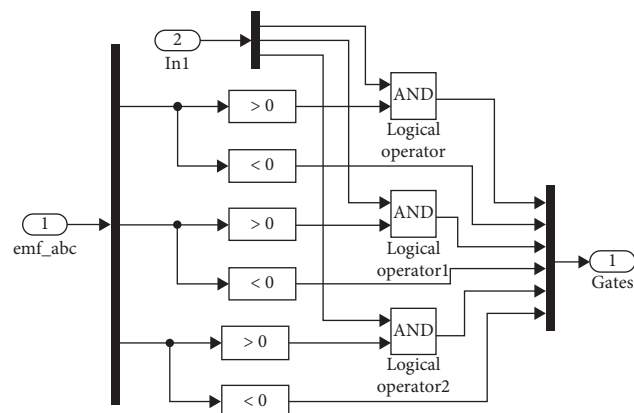 2
In1
> 0
AND
Logical
operator
< 0
1
emf_abc
> 0
AND
Logical
operator1
< 0
1
Gates
> 0
AND
Logical
operator2
< 0